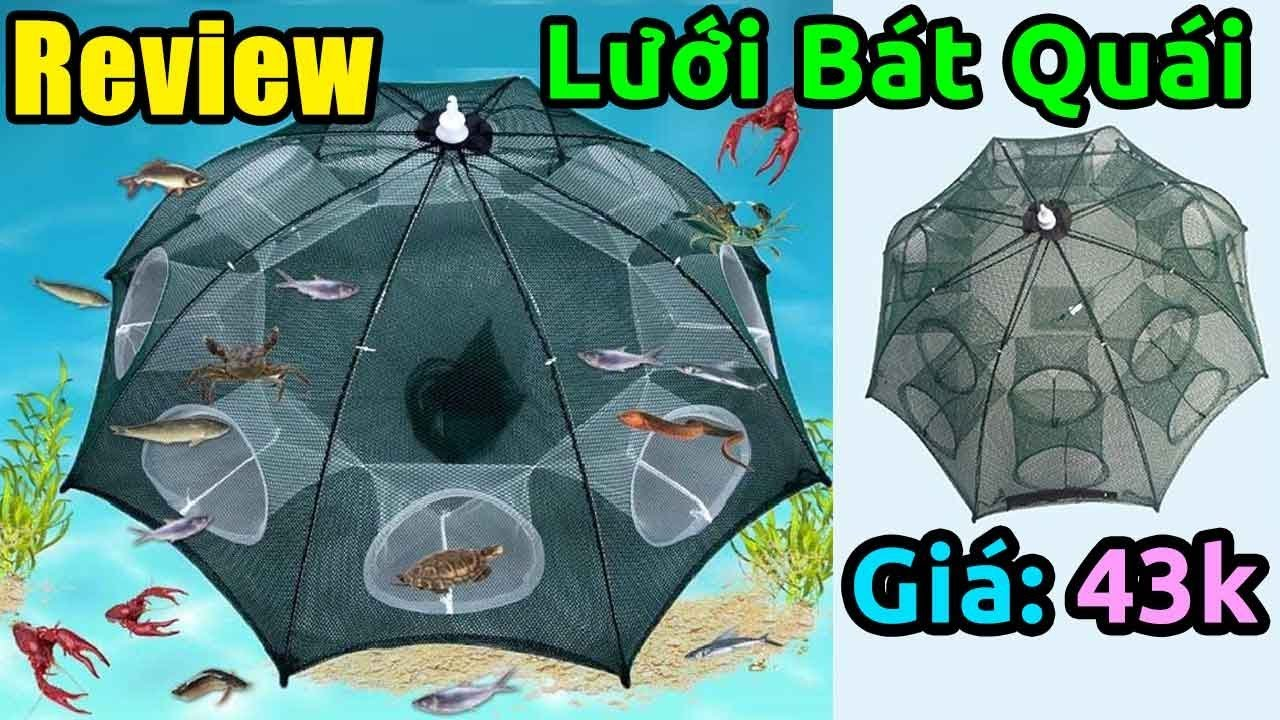 Review
Lưới Bát Quái
Giá: 43k